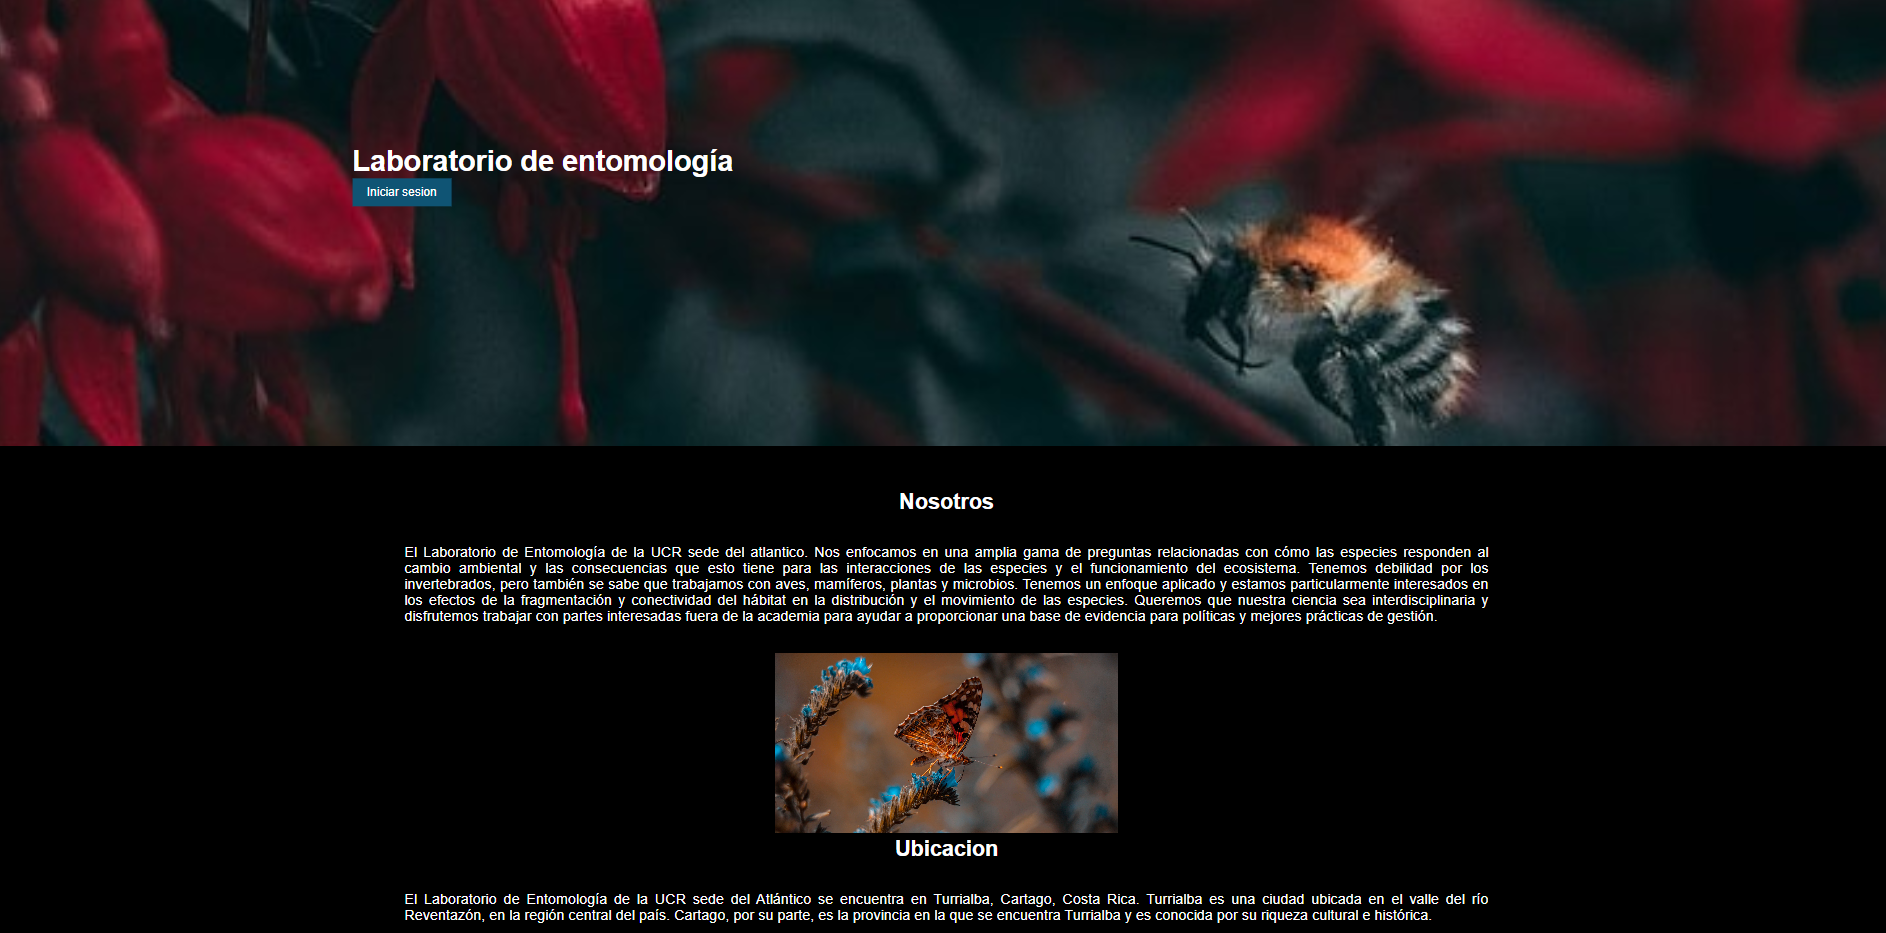 Laboratorio de entomología
Iniciar sesion
Nosotros
El Laboratorio de Entomología de la UCR sede del atlantico. Nos enfocamos en una amplia gama de preguntas relacionadas con cómo las especies responden al
cambio ambiental y las consecuencias que esto tiene para las interacciones de las especies y el funcionamiento del ecosistema. Tenemos debilidad por los
invertebrados, pero también se sabe que trabajamos con aves, mamíferos, plantas y microbios. Tenemos un enfoque aplicado y estamos particularmente interesados en
los efectos de la fragmentación y conectividad del hábitat en la distribución y el movimiento de las especies. Queremos que nuestra ciencia sea interdisciplinaria y
disfrutemos trabajar con partes interesadas fuera de la academia para ayudar a proporcionar una base de evidencia para políticas y mejores prácticas de gestión.
Ubicacion
El Laboratorio de Entomología de la UCR sede del Atlántico se encuentra en Turrialba, Cartago, Costa Rica. Turrialba es una ciudad ubicada en el valle del río
Reventazón, en la región central del país. Cartago, por su parte, es la provincia en la que se encuentra Turrialba y es conocida por su riqueza cultural e histórica.